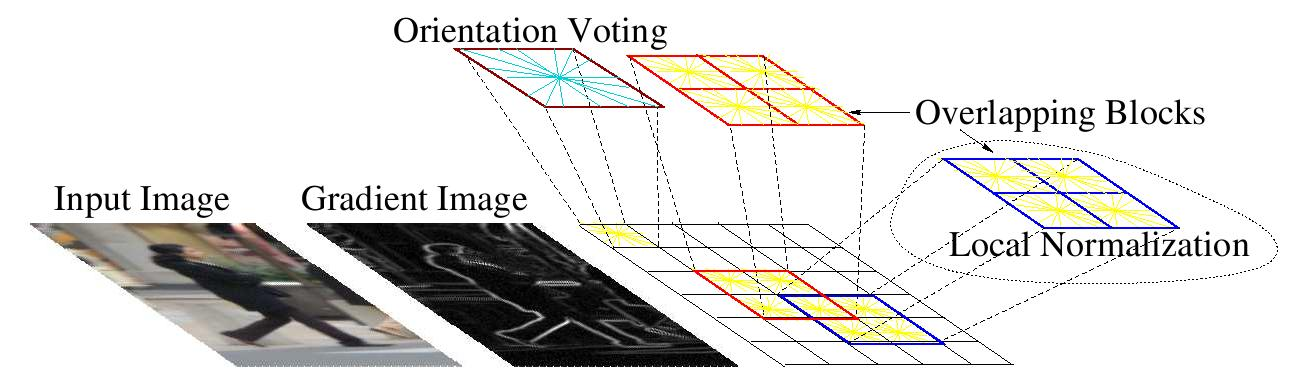 Orientation Voting
Overlapping Blocks
Input Image
Gradient Image
Local Normalization